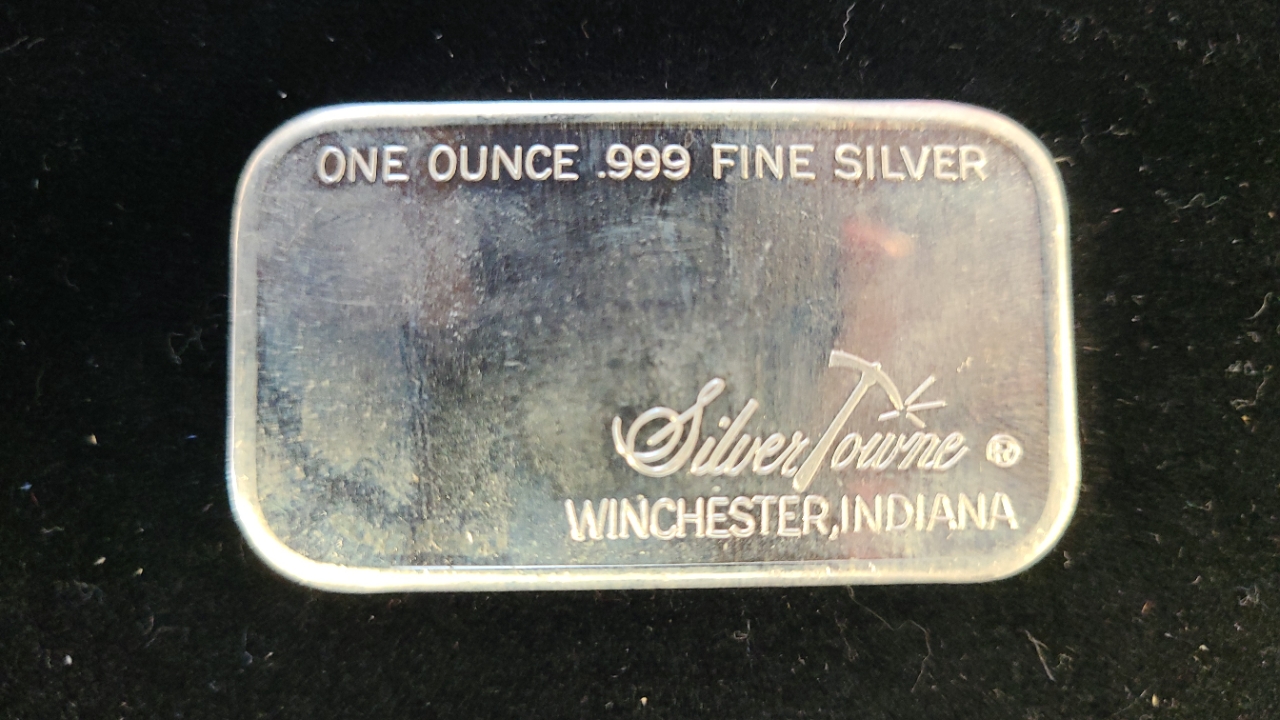 ONE OUNCE .999 FINE SILVER
SilverTowne ®
WINCHESTER, INDIANA